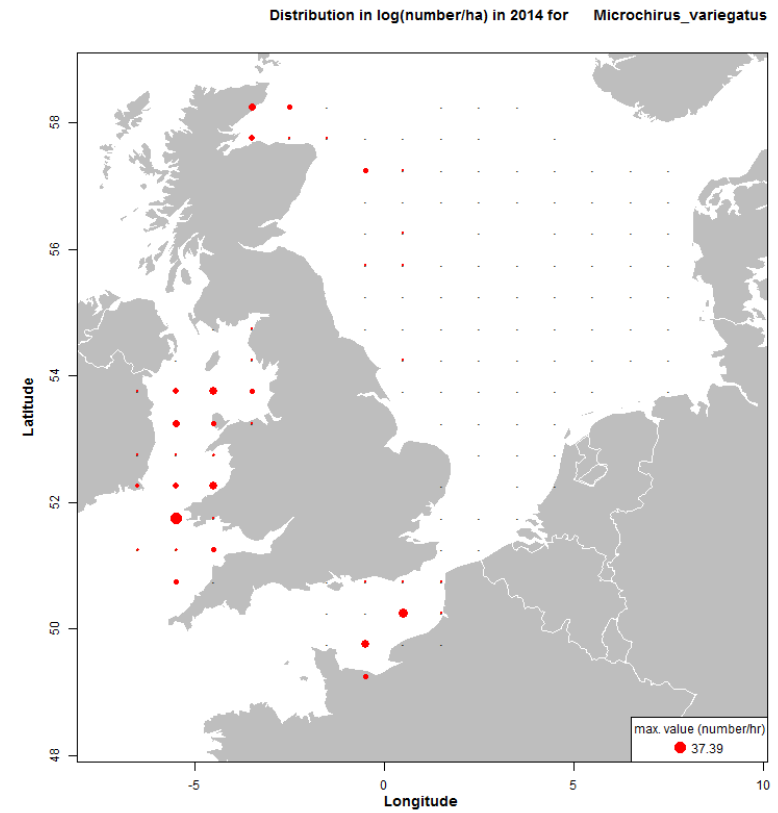 Distribution in log(number/ha) in 2014 for Microchirus_variegatus
58
56
54
52
50
48
Latitude
-5
0
5
10
Longitude
max. value (number/hr)
37.39